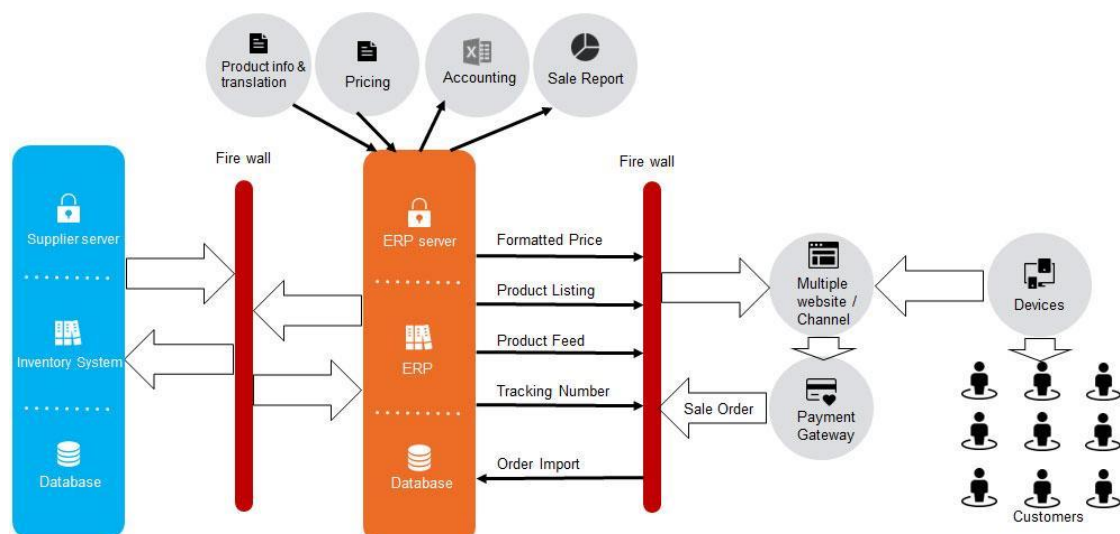 Product info &
translation
Pricing
Accounting
Sale Report
Fire wall
Fire wall
Supplier server
Inventory System
Database
ERP server
ERP
Database
Formatted Price
Product Listing
Product Feed
Tracking Number
Order Import
Sale Order
Multiple
website /
Channel
Payment
Gateway
Devices
Customers